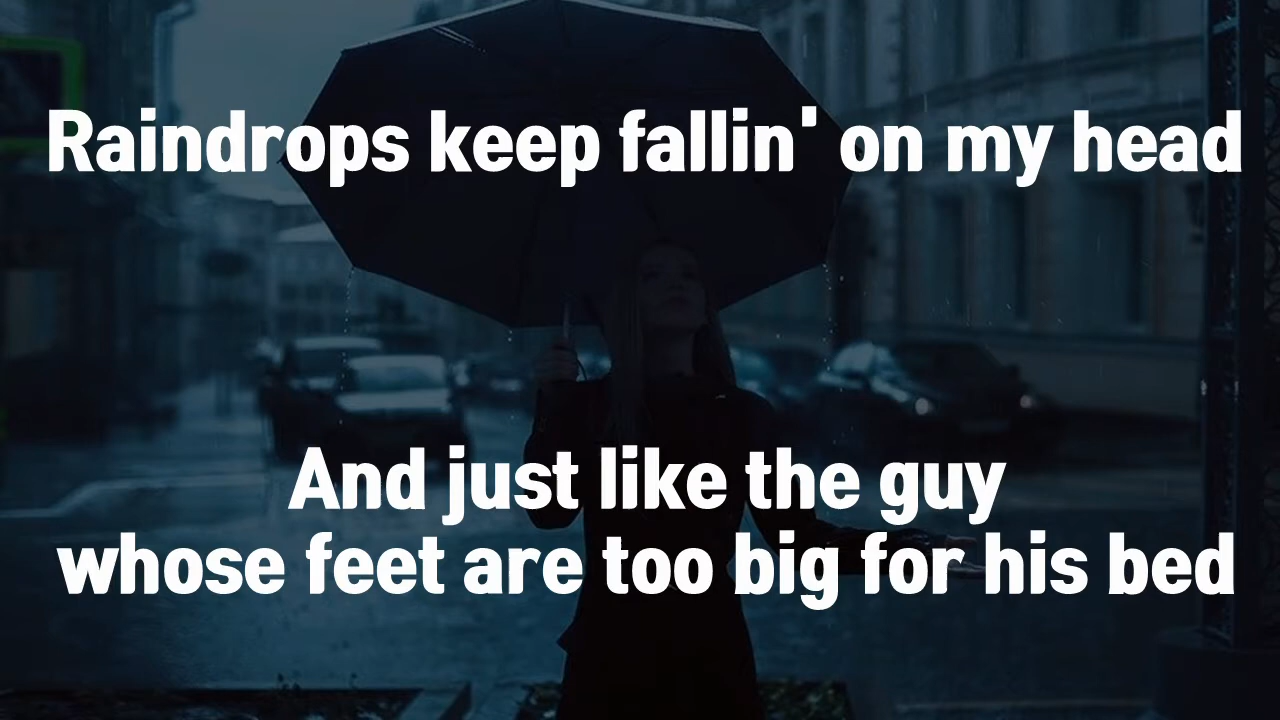 Raindrops keep fallin' on my head
And just like the guy
whose feet are too big for his bed